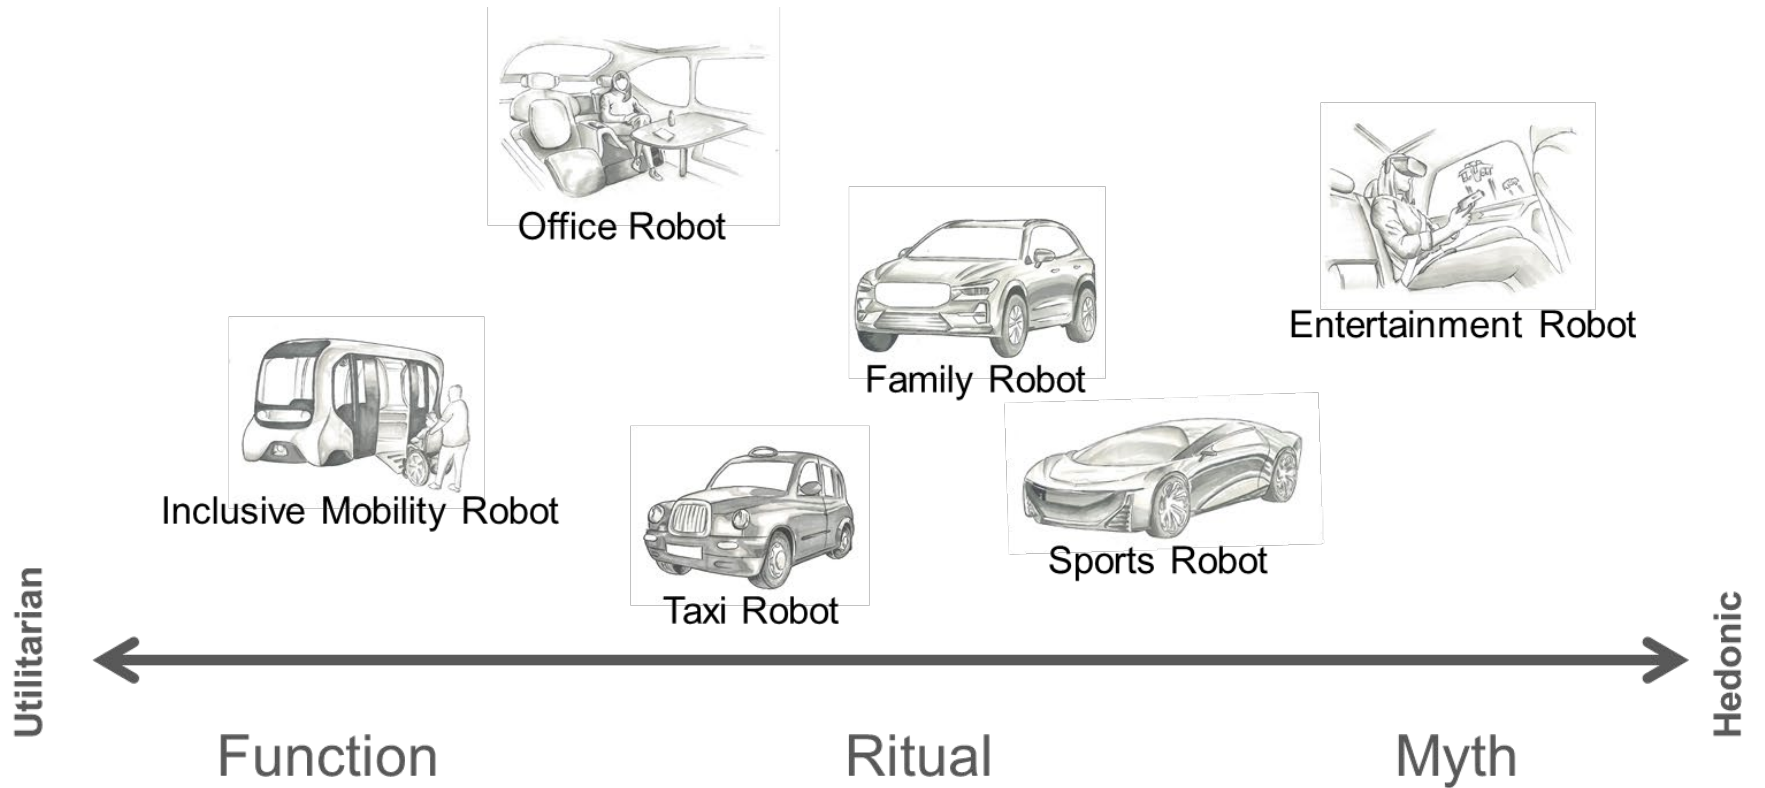 Office Robot
Entertainment Robot
Family Robot
Inclusive Mobility Robot
Sports Robot
Taxi Robot
Utilitarian
Hedonic
Function
Ritual
Myth